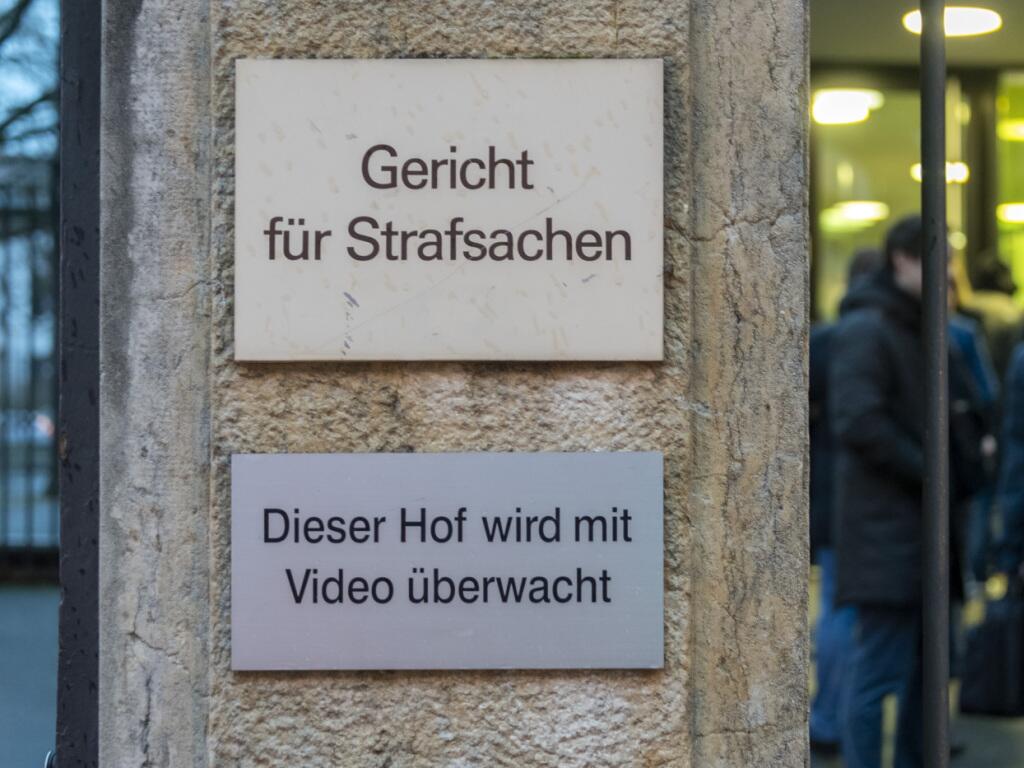 Gericht
für Strafsachen
Dieser Hof wird mit
Video überwacht